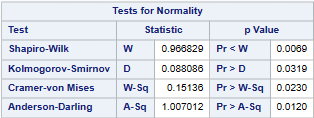 Tests for Normality
Test Statistic p Value
Shapiro-Wilk W 0.966829 Pr < W 0.0069
Kolmogorov-Smirnov D 0.088086 Pr > D 0.0319
Cramer-von Mises W-Sq 0.15136 Pr > W-Sq 0.0230
Anderson-Darling A-Sq 1.007012 Pr > A-Sq 0.0120